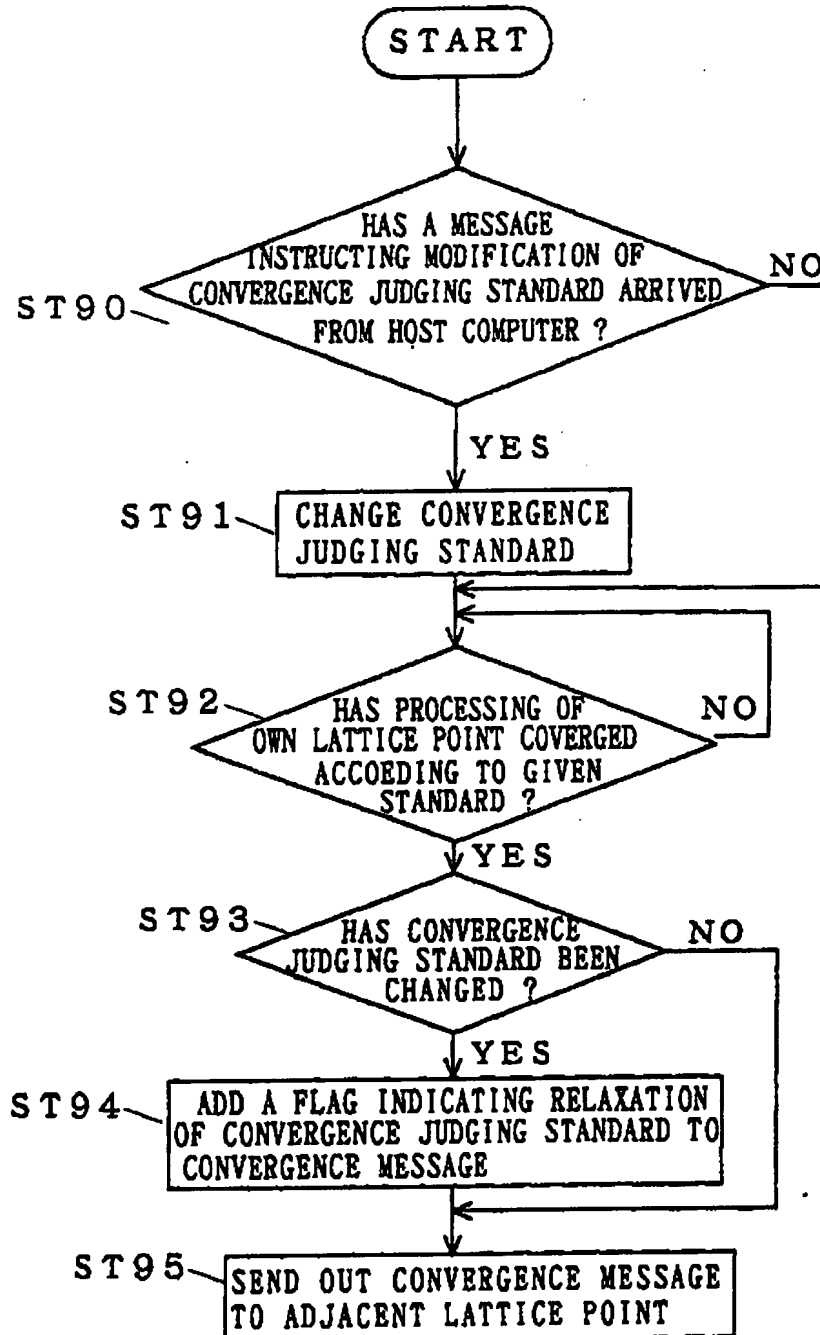 START
HAS A MESSAGE
INSTRUCTING MODIFICATION OF
CONVERGENCE JUDGING STANDARD ARRIVED
FROM HOST COMPUTER ?
NO
ST90
YES
ST91
CHANGE CONVERGENCE
JUDGING STANDARD
ST92
HAS PROCESSING OF
OWN LATTICE POINT COVERGED
ACCOEDING TO GIVEN
STANDARD ?
NO
YES
ST93
HAS CONVERGENCE
JUDGING STANDARD BEEN
CHANGED ?
NO
YES
ST94
ADD A FLAG INDICATING RELAXATION
OF CONVERGENCE JUDGING STANDARD TO
CONVERGENCE MESSAGE
ST95
SEND OUT CONVERGENCE MESSAGE
TO ADJACENT LATTICE POINT